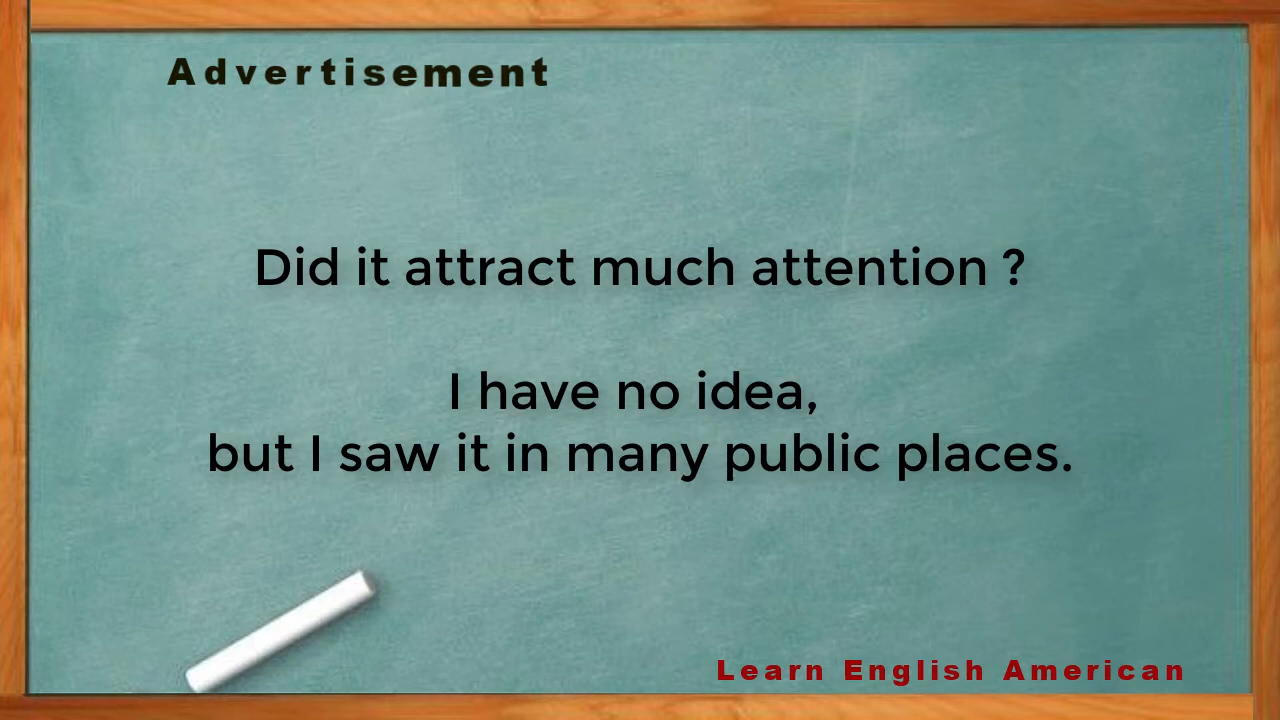 Advertisement
Did it attract much attention ?
I have no idea,
but I saw it in many public places.
Learn English American